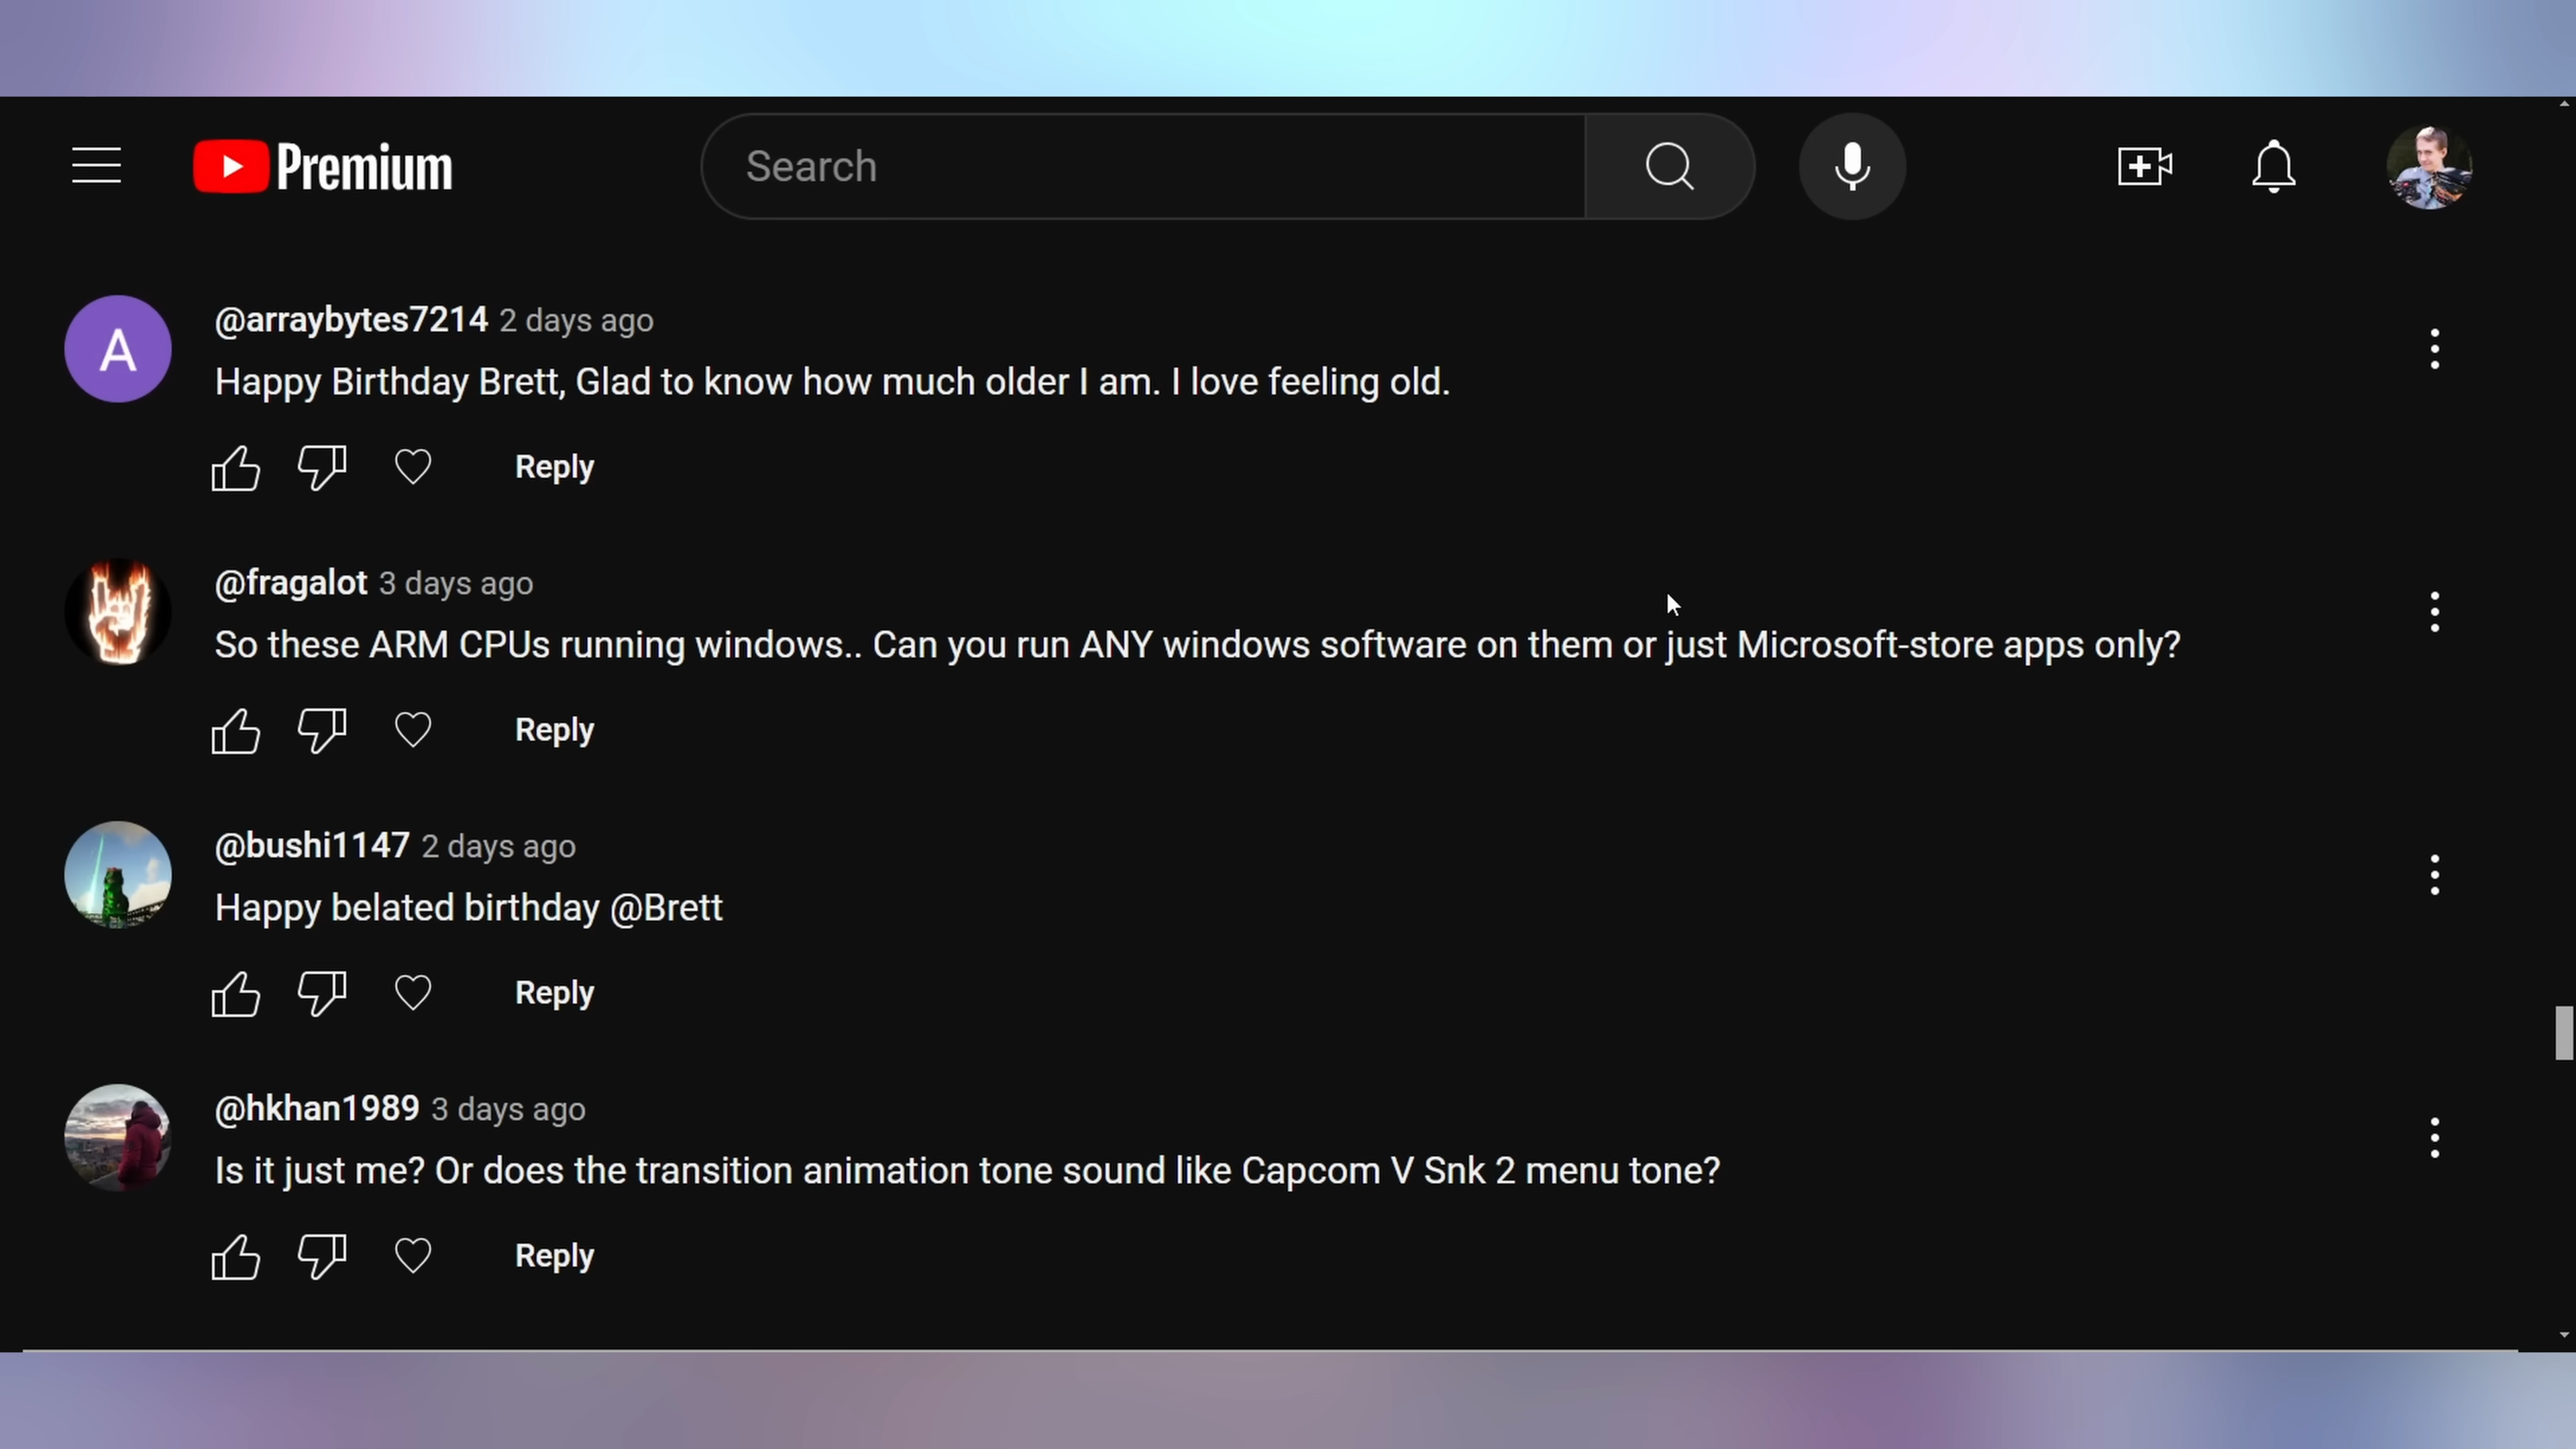 Premium
Search
A
@arraybytes7214 2 days ago
Happy Birthday Brett, Glad to know how much older I am. I love feeling old.
Reply
@fragalot 3 days ago
So these ARM CPUs running windows.. Can you run ANY windows software on them or just Microsoft-store apps only?
Reply
@bushi1147 2 days ago
Happy belated birthday @Brett
Reply
@hkhan1989 3 days ago
Is it just me? Or does the transition animation tone sound like Capcom V Snk 2 menu tone?
Reply